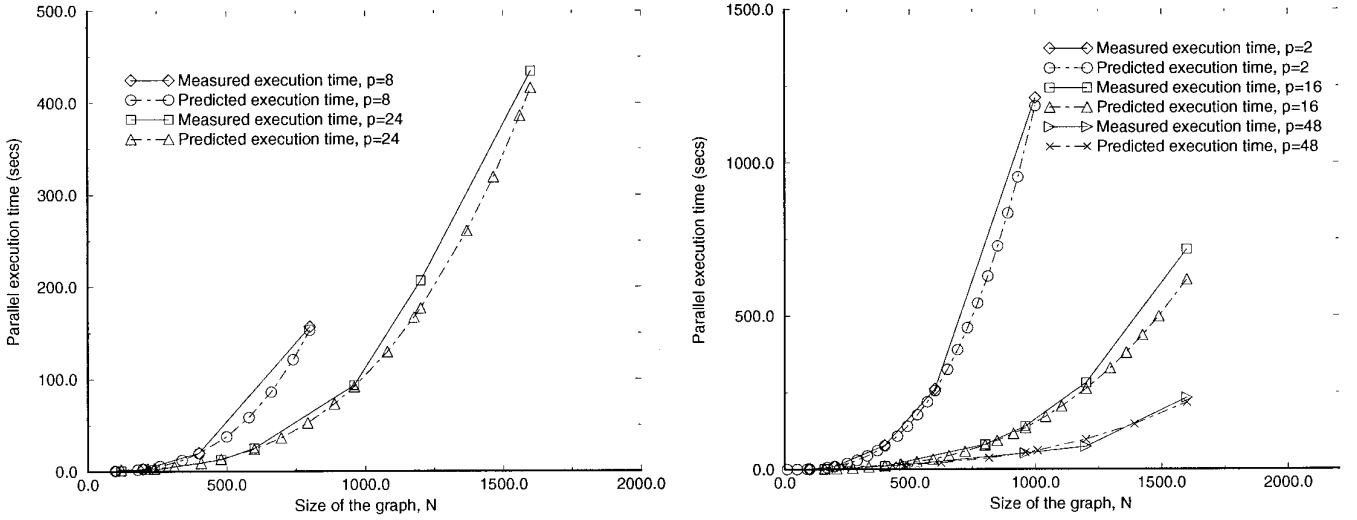 500.0
400.0
300.0
200.0
100.0
0.0
0.0
500.0
1000.0
1500.0
2000.0
Parallel execution time (secs)
Size of the graph, N
Measured execution time, p=8
Predicted execution time, p=8
Measured execution time, p=24
Predicted execution time, p=24
1500.0
1000.0
500.0
0.0
0.0
500.0
1000.0
1500.0
2000.0
Parallel execution time (secs)
Size of the graph, N
Measured execution time, p=2
Predicted execution time, p=2
Measured execution time, p=16
Predicted execution time, p=16
Measured execution time, p=48
Predicted execution time, p=48